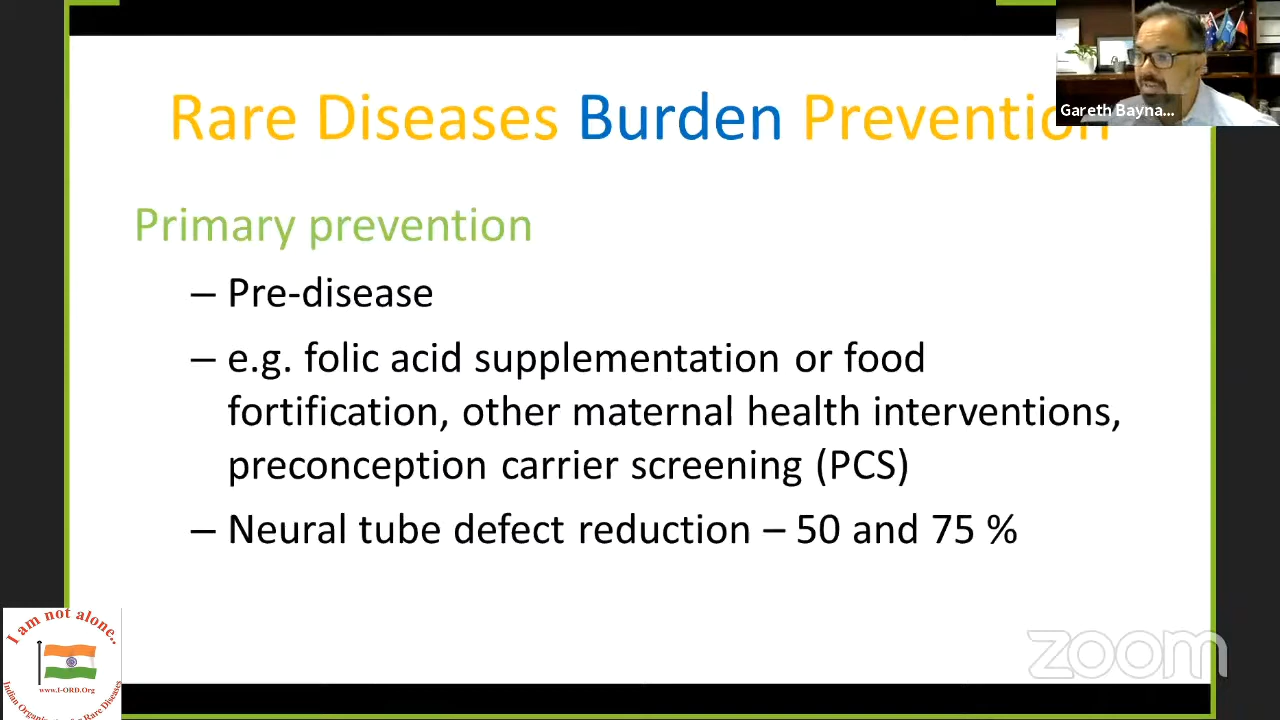 Rare Diseases Burden Prevention
Gareth Bayna...
Primary prevention
– Pre-disease
– e.g. folic acid supplementation or food
fortification, other maternal health interventions,
preconception carrier screening (PCS)
– Neural tube defect reduction – 50 and 75 %
I am not alone..
www.I-ORD.Org
Rare Diseases
zoom